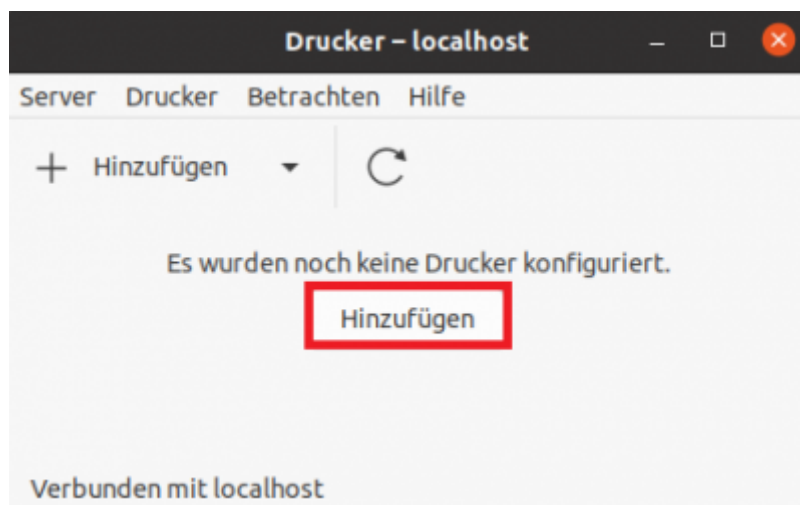 Drucker – localhost
Server Drucker Betrachten Hilfe
Hinzufügen
Es wurden noch keine Drucker konfiguriert.
Hinzufügen
Verbunden mit localhost